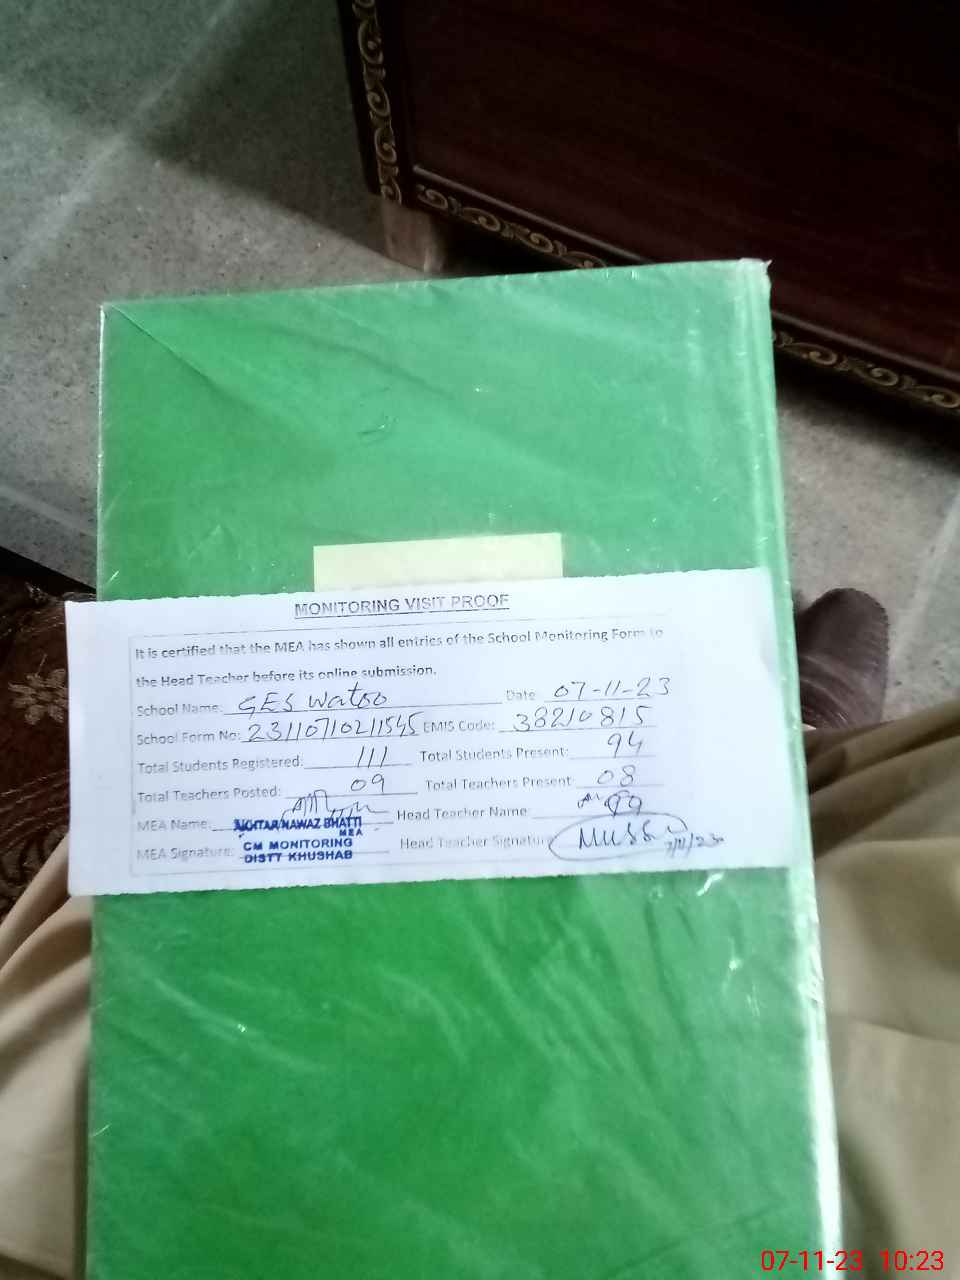 MONITORING VISIT PROOF
It is certified that the MEA has shown all entries of the School Monitoring Form to
the Head Teacher before its online submission.
School Name: GES Watoo Date: 07-11-23
School Form No: 23110710211545 EMIS Code: 38210815
Total Students Registered: 111 Total Students Present: 94
Total Teachers Posted: 09 Total Teachers Present: 08
MEA Name: AKHTAR NAWAZ BHATTI Head Teacher Name:
MEA
MEA Signature: CM MONITORING Head Teacher Signature
DISTT KHUSHAB
07-11-23 10:23